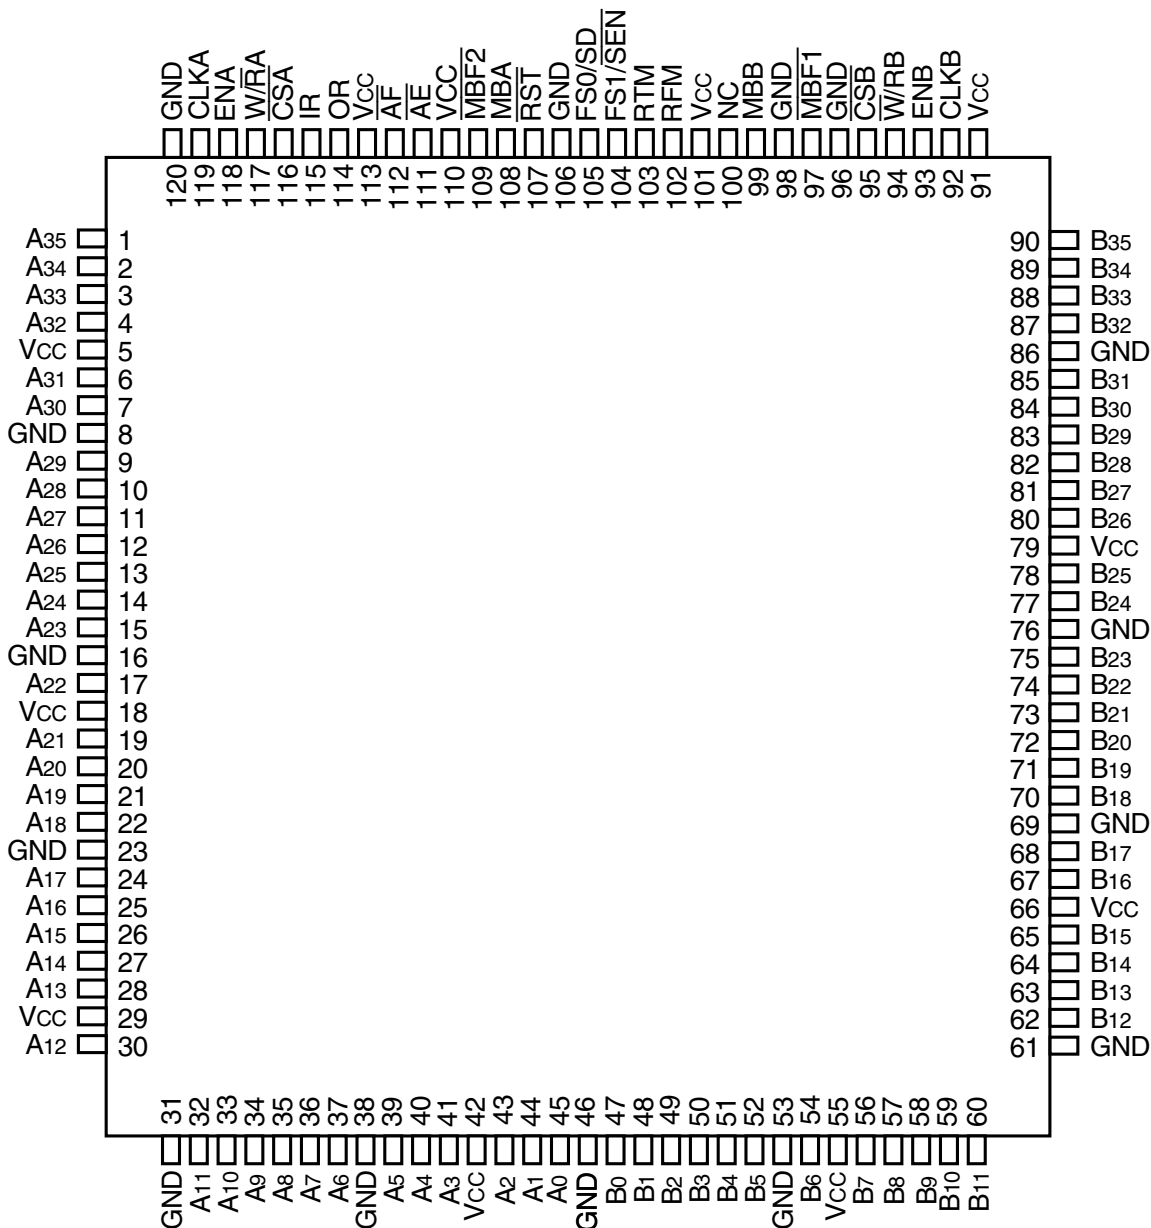 GND CLKA ENA W/R̅A̅ C̅S̅A̅ IR OR VCC A̅F̅ A̅E̅ VCC M̅B̅F̅2̅ MBA R̅S̅T̅ GND FS0/SD FS1/S̅E̅N̅ RTM RFM VCC NC MBB GND M̅B̅F̅1̅ GND C̅S̅B̅ W̅/RB ENB CLKB VCC
120 119 118 117 116 115 114 113 112 111 110 109 108 107 106 105 104 103 102 101 100 99 98 97 96 95 94 93 92 91
A35 1 90 B35
A34 2 89 B34
A33 3 88 B33
A32 4 87 B32
VCC 5 86 GND
A31 6 85 B31
A30 7 84 B30
GND 8 83 B29
A29 9 82 B28
A28 10 81 B27
A27 11 80 B26
A26 12 79 VCC
A25 13 78 B25
A24 14 77 B24
A23 15 76 GND
GND 16 75 B23
A22 17 74 B22
VCC 18 73 B21
A21 19 72 B20
A20 20 71 B19
A19 21 70 B18
A18 22 69 GND
GND 23 68 B17
A17 24 67 B16
A16 25 66 VCC
A15 26 65 B15
A14 27 64 B14
A13 28 63 B13
VCC 29 62 B12
A12 30 61 GND
31 32 33 34 35 36 37 38 39 40 41 42 43 44 45 46 47 48 49 50 51 52 53 54 55 56 57 58 59 60
GND A11 A10 A9 A8 A7 A6 GND A5 A4 A3 VCC A2 A1 A0 GND B0 B1 B2 B3 B4 B5 GND B6 VCC B7 B8 B9 B10 B11